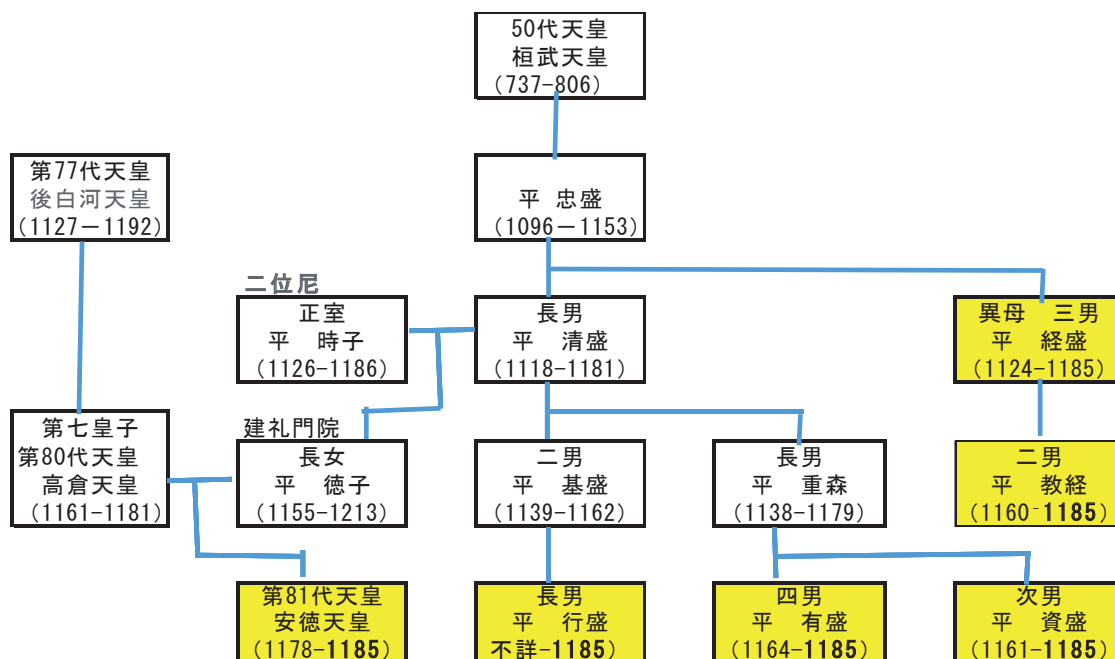 50代天皇
桓武天皇
(737-806)
第77代天皇
後白河天皇
(1127－1192)
平 忠盛
(1096－1153)
二位尼
正室
平 時子
(1126-1186)
長男
平 清盛
(1118-1181)
異母 三男
平 経盛
(1124-1185)
第七皇子
第80代天皇
高倉天皇
(1161-1181)
建礼門院
長女
平 徳子
(1155-1213)
二男
平 基盛
(1139-1162)
長男
平 重森
(1138-1179)
二男
平 教経
(1160-1185)
第81代天皇
安徳天皇
(1178-1185)
長男
平 行盛
不詳-1185)
四男
平 有盛
(1164-1185)
次男
平 資盛
(1161-1185)